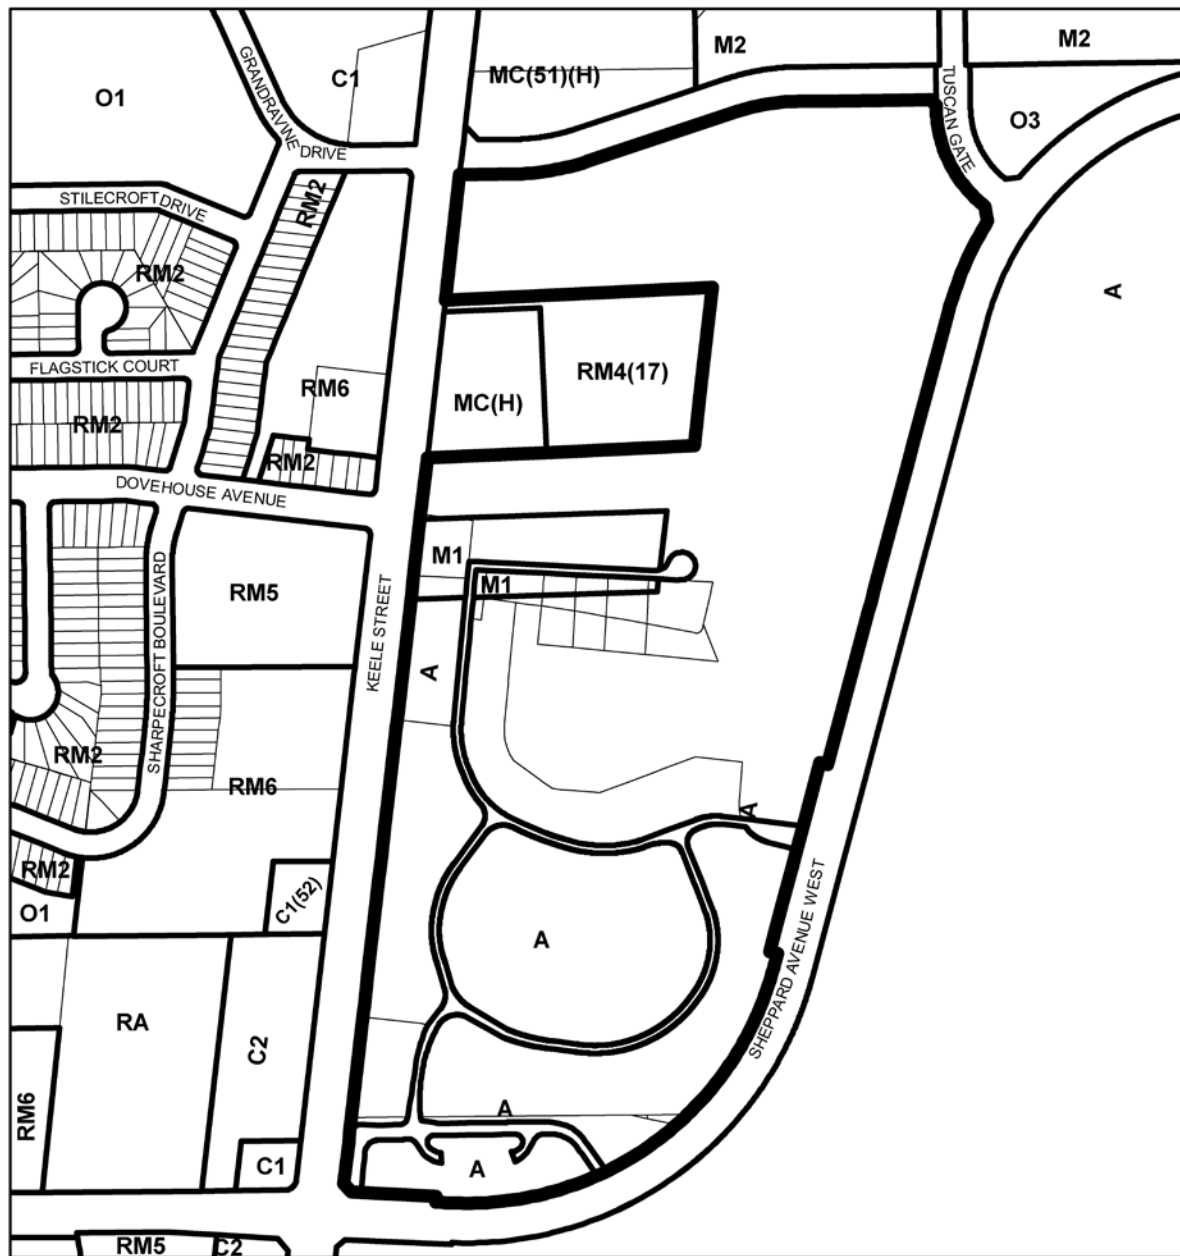 M2
M2
GRANDRAVINE
DRIVE
C1
MC(51)(H)
TUSCAN GATE
O1
O3
STILECROFT DRIVE
RM2
RM2
A
FLAGSTICK COURT
RM6
RM4(17)
MC(H)
RM2
RM2
DOVEHOUSE AVENUE
M1
M1
RM5
SHARPECROFT BOULEVARD
KEELE STREET
A
RM2
RM6
A
RM2
C1(52)
O1
A
SHEPPARD AVENUE WEST
RA
C2
RM6
A
C1
A
RM5
C2